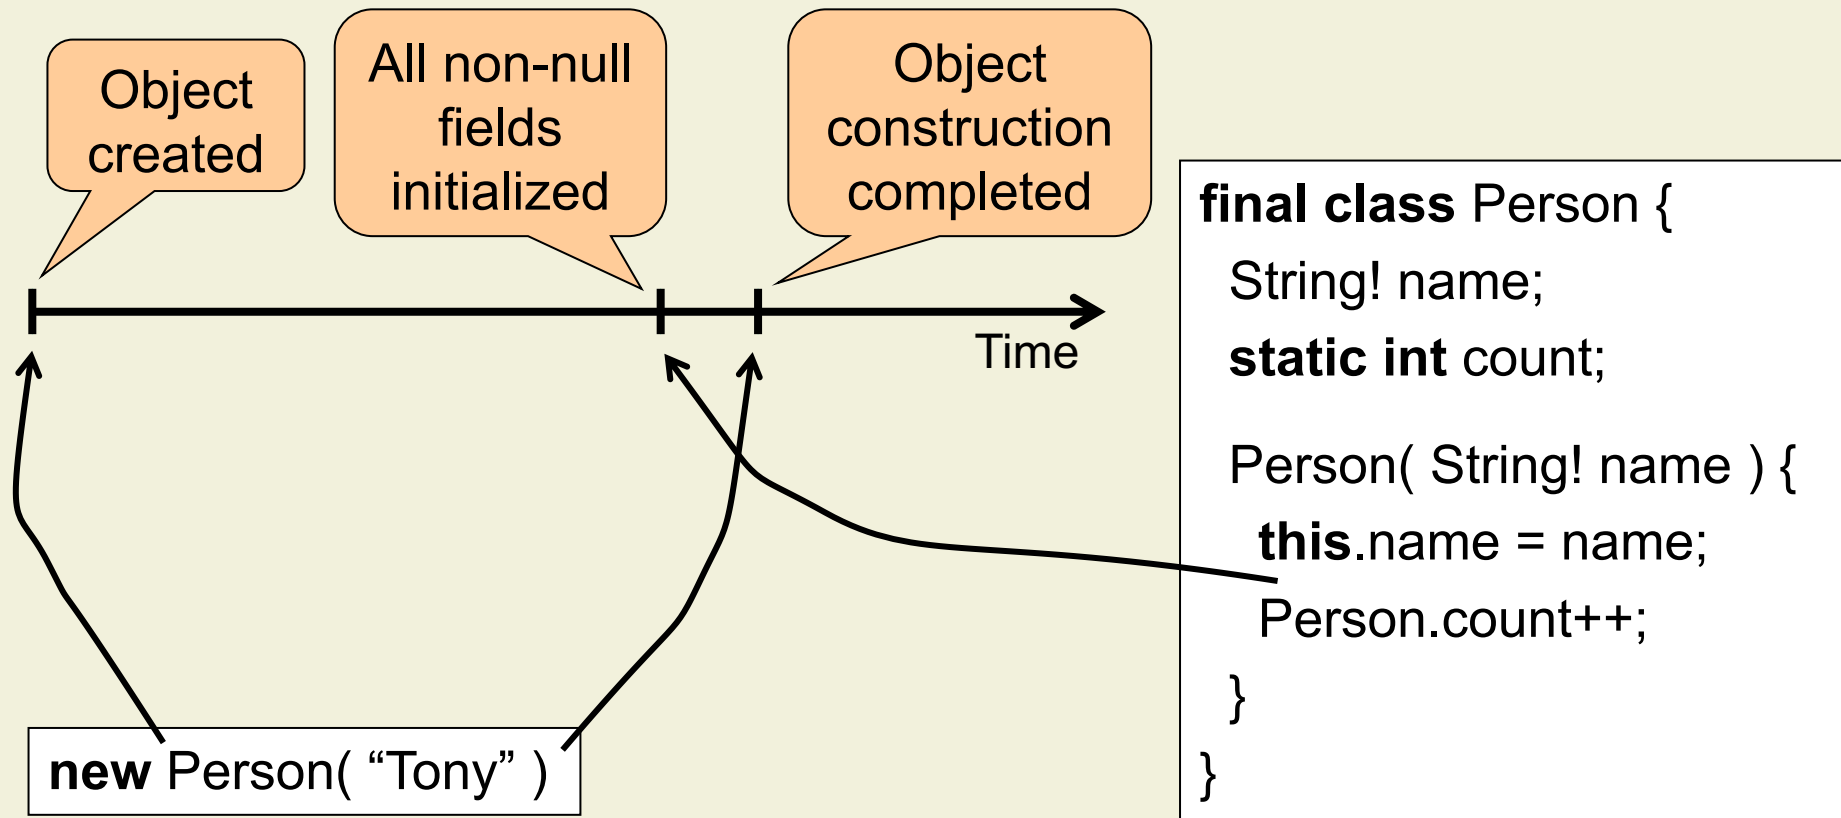 Object
created
All non-null
fields
initialized
Object
construction
completed
Time
new Person( “Tony” )
final class Person {
String! name;
static int count;
Person( String! name ) {
this.name = name;
Person.count++;
}
}